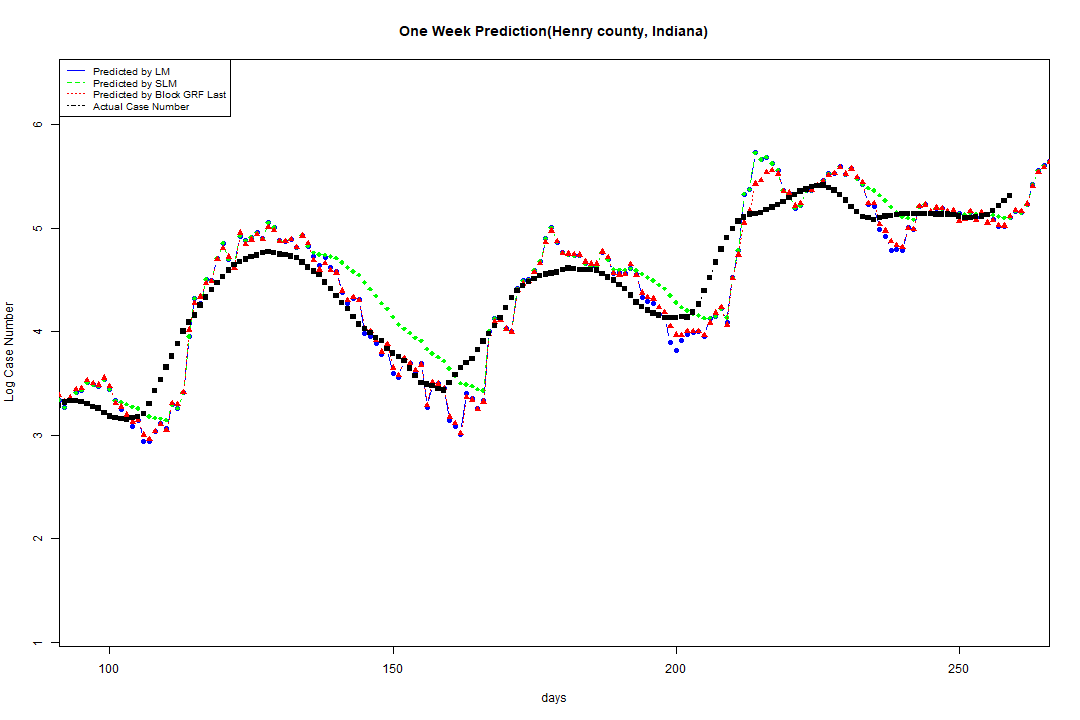 One Week Prediction(Henry county, Indiana)
Predicted by LM
Predicted by SLM
Predicted by Block GRF Last
Actual Case Number
6
5
4
3
2
1
Log Case Number
100 150 200 250
days